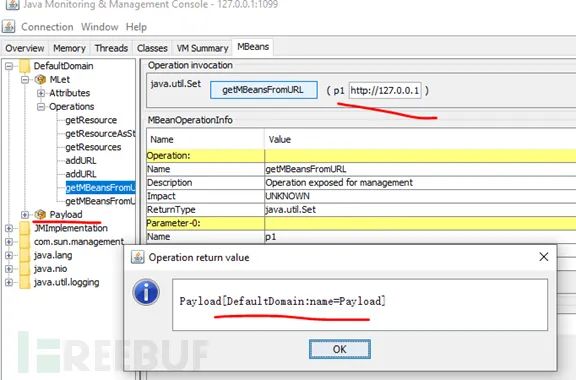 Java Monitoring & Management Console - 127.0.0.1:1099
Connection Window Help
Overview Memory Threads Classes VM Summary MBeans
DefaultDomain
MLet
Attributes
Operations
getResource
getResourceAsSt
getResources
addURL
addURL
getMBeansFromU
getMBeansFromUR
Payload
JMImplementation
com.sun.management
java.lang
java.nio
java.util.logging
Operation invocation
java.util.Set getMBeansFromURL ( p1 http://127.0.0.1 )
MBeanOperationInfo
Name Value
Operation:
Name getMBeansFromURL
Description Operation exposed for management
Impact UNKNOWN
ReturnType java.util.Set
Parameter-0:
Name p1
Operation return value
Payload[DefaultDomain:name=Payload]
OK
FREEBUF